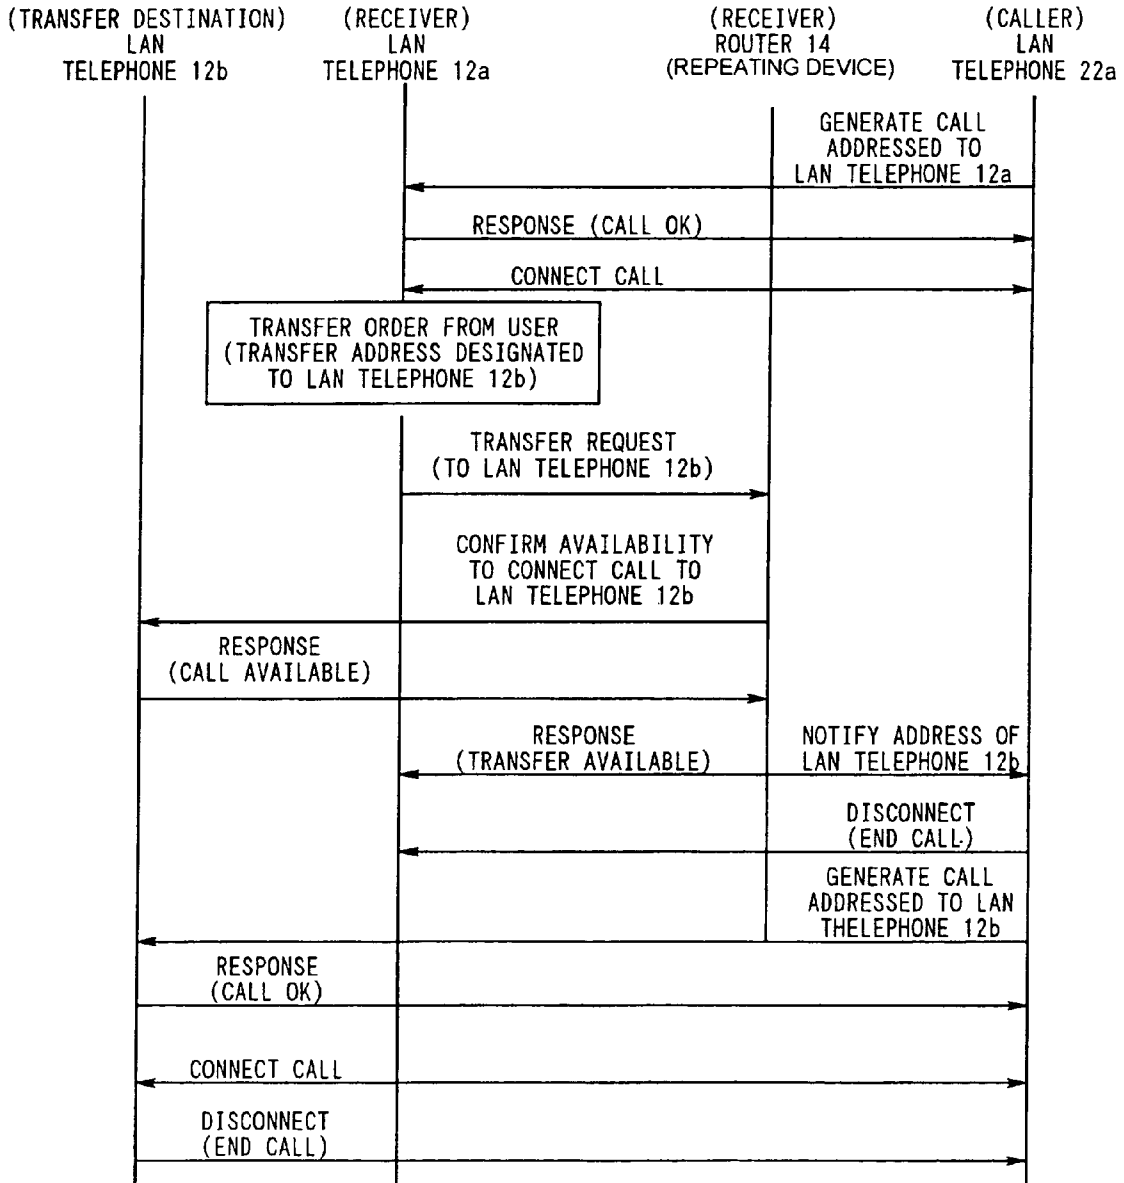 (TRANSFER DESTINATION)
LAN
TELEPHONE 12b
(RECEIVER)
LAN
TELEPHONE 12a
(RECEIVER)
ROUTER 14
(REPEATING DEVICE)
(CALLER)
LAN
TELEPHONE 22a
GENERATE CALL
ADDRESSED TO
LAN TELEPHONE 12a
RESPONSE (CALL OK)
CONNECT CALL
TRANSFER ORDER FROM USER
(TRANSFER ADDRESS DESIGNATED
TO LAN TELEPHONE 12b)
TRANSFER REQUEST
(TO LAN TELEPHONE 12b)
CONFIRM AVAILABILITY
TO CONNECT CALL TO
LAN TELEPHONE 12b
RESPONSE
(CALL AVAILABLE)
RESPONSE
(TRANSFER AVAILABLE)
NOTIFY ADDRESS OF
LAN TELEPHONE 12b
DISCONNECT
(END CALL)
GENERATE CALL
ADDRESSED TO LAN
THELEPHONE 12b
RESPONSE
(CALL OK)
CONNECT CALL
DISCONNECT
(END CALL)